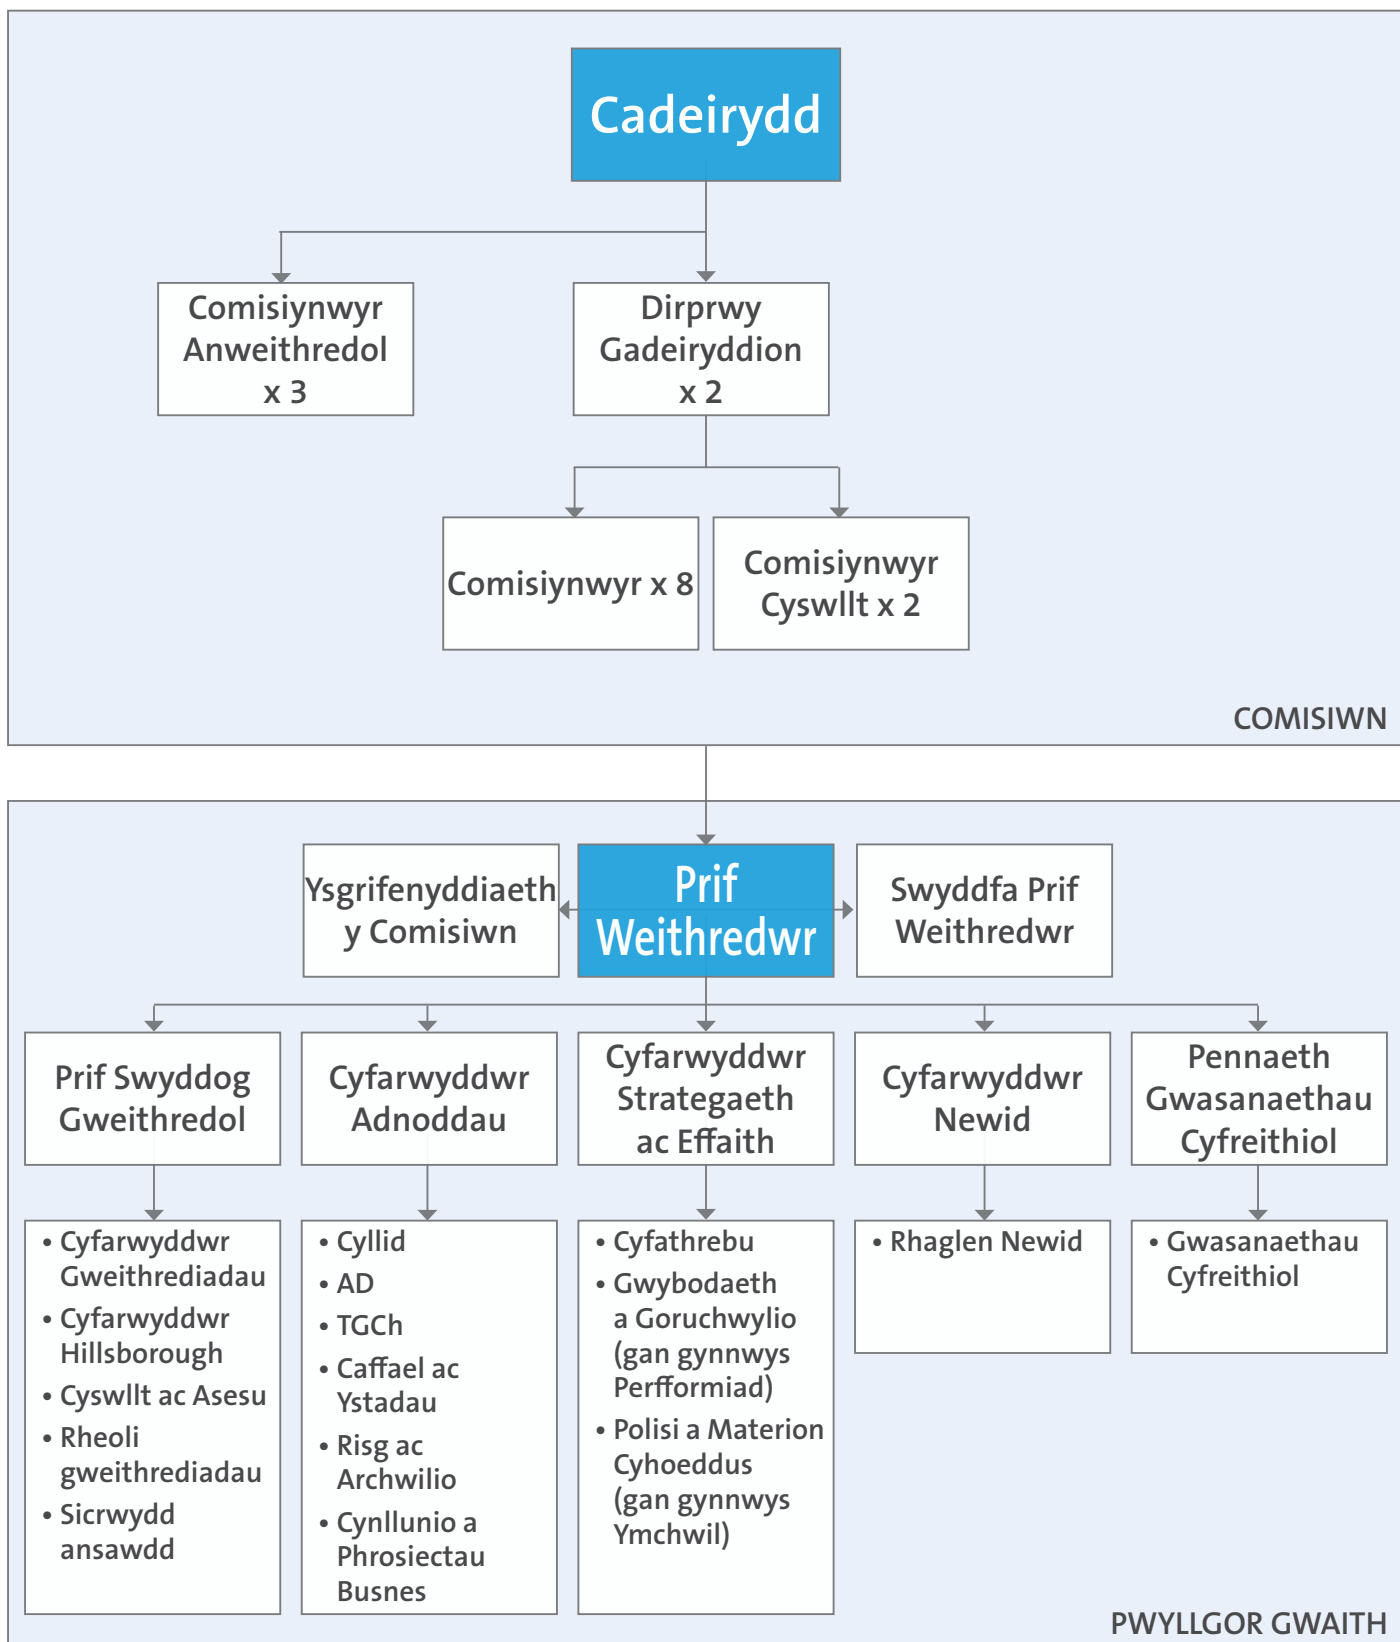 Cadeirydd
Comisiynwyr
Anweithredol
x 3
Dirprwy
Gadeiryddion
x 2
Comisiynwyr x 8
Comisiynwyr
Cyswllt x 2
COMISIWN
Ysgrifenyddiaeth
y Comisiwn
Prif
Weithredwr
Swyddfa Prif
Weithredwr
Prif Swyddog
Gweithredol
Cyfarwyddwr
Adnoddau
Cyfarwyddwr
Strategaeth
ac Effaith
Cyfarwyddwr
Newid
Pennaeth
Gwasanaethau
Cyfreithiol
• Cyfarwyddwr
Gweithrediadau
• Cyfarwyddwr
Hillsborough
• Cyswllt ac Asesu
• Rheoli
gweithrediadau
• Sicrwydd
ansawdd
• Cyllid
• AD
• TGCh
• Caffael ac
Ystadau
• Risg ac
Archwilio
• Cynllunio a
Phrosiectau
Busnes
• Cyfathrebu
• Gwybodaeth
a Goruchwylio
(gan gynnwys
Perfformiad)
• Polisi a Materion
Cyhoeddus
(gan gynnwys
Ymchwil)
• Rhaglen Newid
• Gwasanaethau
Cyfreithiol
PWYLLGOR GWAITH